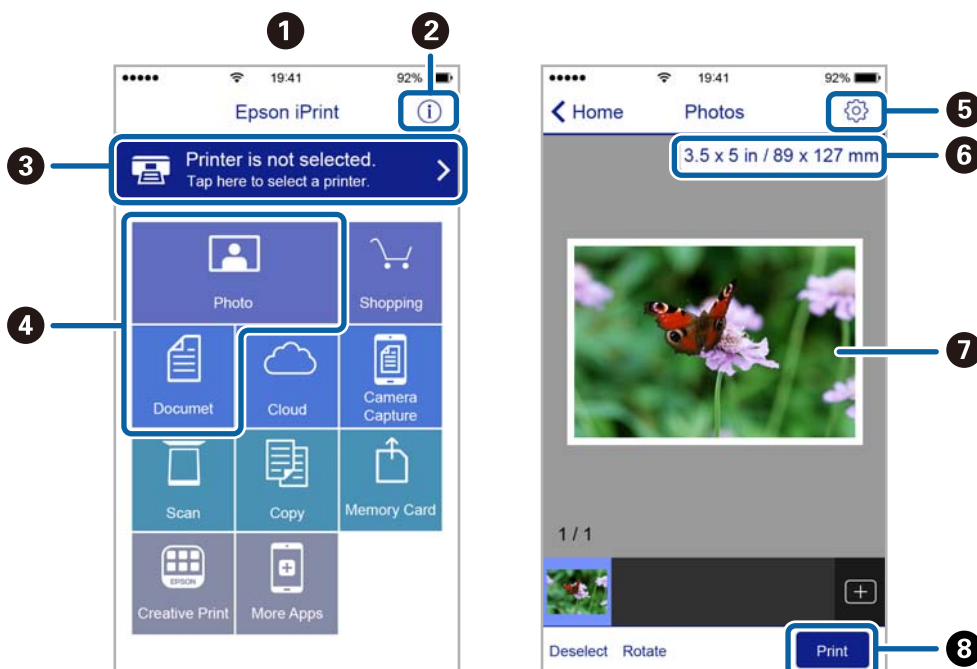 1
2
19:41
92%
Epson iPrint
3
Printer is not selected.
Tap here to select a printer.
4
Photo
Shopping
Documet
Cloud
Camera
Capture
Scan
Copy
Memory Card
EPSON
Creative Print
More Apps
19:41
92%
Home
Photos
5
3.5 x 5 in / 89 x 127 mm
6
7
1 / 1
Deselect
Rotate
Print
8